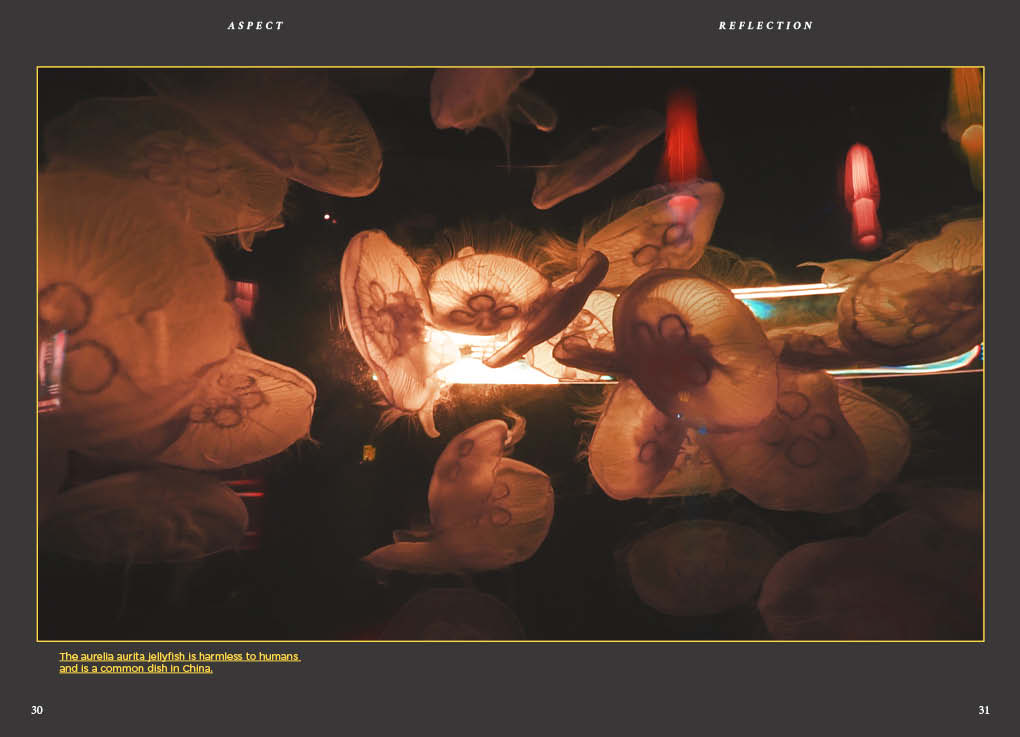 ASPECT
REFLECTION
The aurelia aurita jellyfish is harmless to humans
and is a common dish in China.
30
31